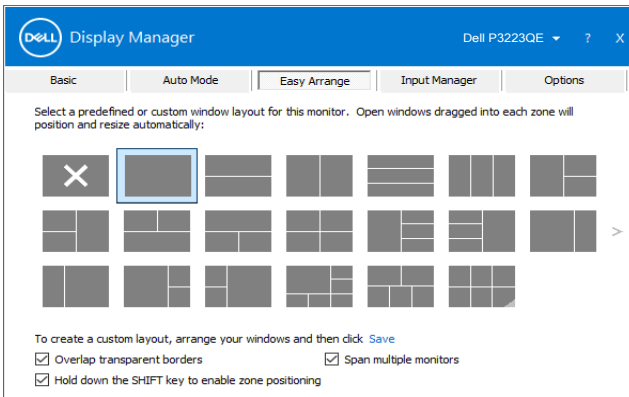 DELL Display Manager Dell P3223QE ? X
Basic Auto Mode Easy Arrange Input Manager Options
Select a predefined or custom window layout for this monitor. Open windows dragged into each zone will
position and resize automatically:
>
To create a custom layout, arrange your windows and then click Save
Overlap transparent borders Span multiple monitors
Hold down the SHIFT key to enable zone positioning